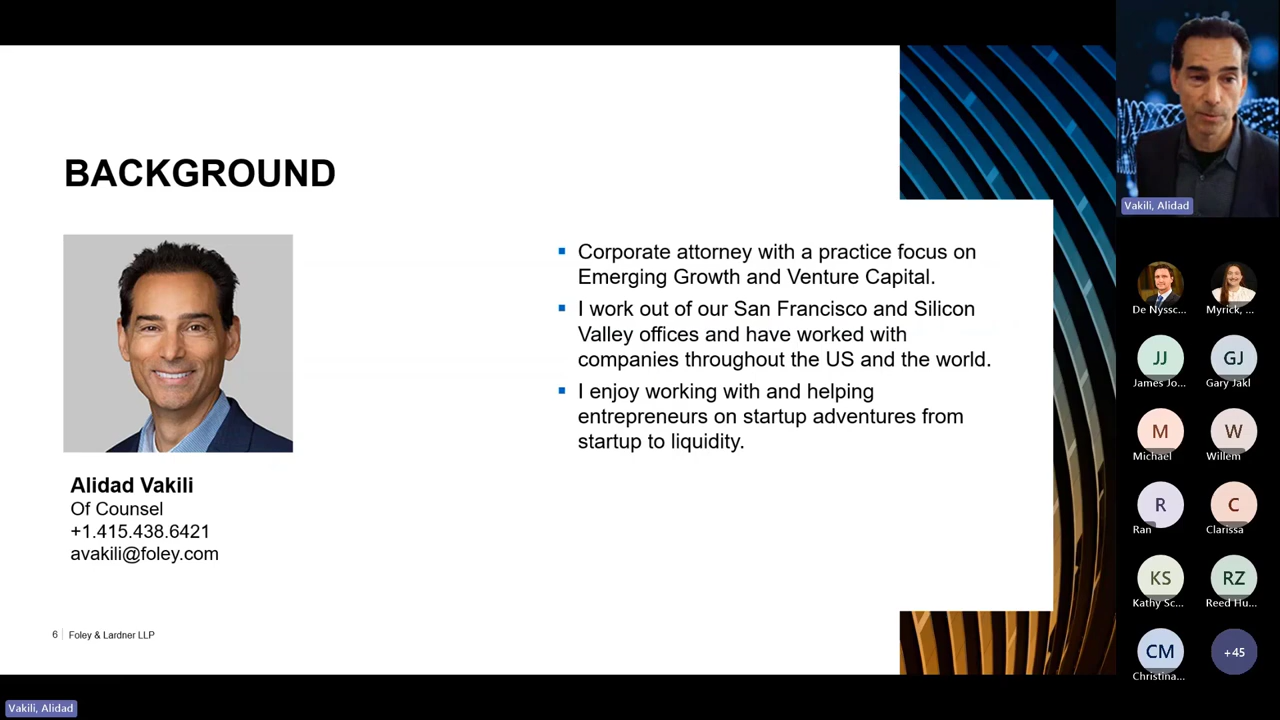 BACKGROUND
Alidad Vakili
Of Counsel
+1.415.438.6421
avakili@foley.com
▪ Corporate attorney with a practice focus on
Emerging Growth and Venture Capital.
▪ I work out of our San Francisco and Silicon
Valley offices and have worked with
companies throughout the US and the world.
▪ I enjoy working with and helping
entrepreneurs on startup adventures from
startup to liquidity.
6 | Foley & Lardner LLP
Vakili, Alidad
Vakili, Alidad
De Nyssc...
Myrick, ...
JJ
GJ
James Jo...
Gary Jakl
M
W
Michael
Willem
R
C
Ran
Clarissa
KS
RZ
Kathy Sc...
Reed Hu...
CM
+45
Christina...